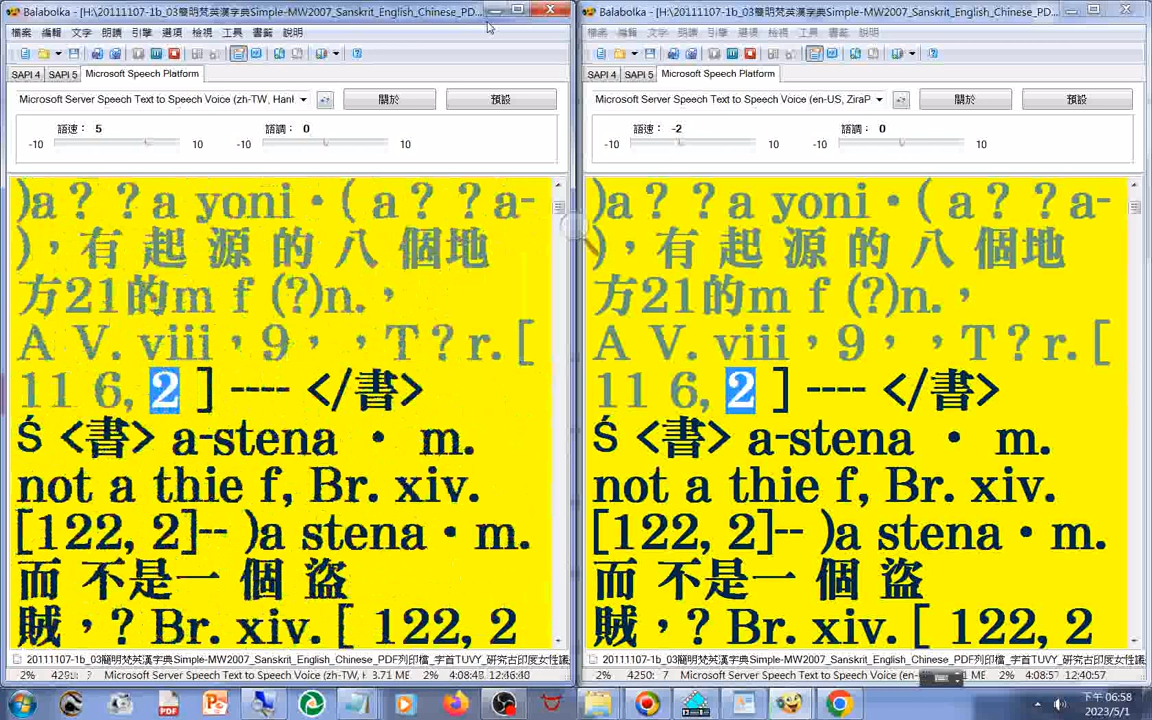 Balabolka - [H:\20111107-1b_03簡明梵英漢字典Simple-MW2007_Sanskrit_English_Chinese_PD...
檔案 編輯 文字 朗讀 引擎 選項 檢視 工具 書籤 說明
SAPI 4 SAPI 5 Microsoft Speech Platform
Microsoft Server Speech Text to Speech Voice (zh-TW, Hanl
關於 預設
語速： 5 語調： 0
-10 10 -10 10
)a？？a yoni•( a？？a-
)，有 起 源 的 八 個地
方21的m f (?)n.，
A V. viii，9，，T？r. [
11 6, 2 ] ---- </書>
Ś <書> a-stena • m.
not a thie f, Br. xiv.
[122, 2]-- )a stena•m.
而 不是一 個 盜
賊，? Br. xiv. [ 122, 2
20111107-1b_03簡明梵英漢字典Simple-MW2007_Sanskrit_English_Chinese_PDF列印檔_字首TUVY_研究古印度女性議
2% Microsoft Server Speech Text to Speech Voice (zh-TW, H 3.71 MB 2% 4:08:48 12:46:40
Balabolka - [H:\20111107-1b_03簡明梵英漢字典Simple-MW2007_Sanskrit_English_Chinese_PD...
檔案 編輯 文字 朗讀 引擎 選項 檢視 工具 書籤 說明
SAPI 4 SAPI 5 Microsoft Speech Platform
Microsoft Server Speech Text to Speech Voice (en-US, ZiraP
關於 預設
語速： -2 語調： 0
-10 10 -10 10
)a？？a yoni•( a？？a-
)，有 起 源 的 八 個地
方21的m f (?)n.，
A V. viii，9，，T？r. [
11 6, 2 ] ---- </書>
Ś <書> a-stena • m.
not a thie f, Br. xiv.
[122, 2]-- )a stena•m.
而 不是一 個 盜
賊，? Br. xiv. [ 122, 2
20111107-1b_03簡明梵英漢字典Simple-MW2007_Sanskrit_English_Chinese_PDF列印檔_字首TUVY_研究古印度女性議
2% 4250: 7 Microsoft Server Speech Text to Speech Voice (en-US, 2% 4:08:57 12:40:57
下午 06:58
2023/5/1